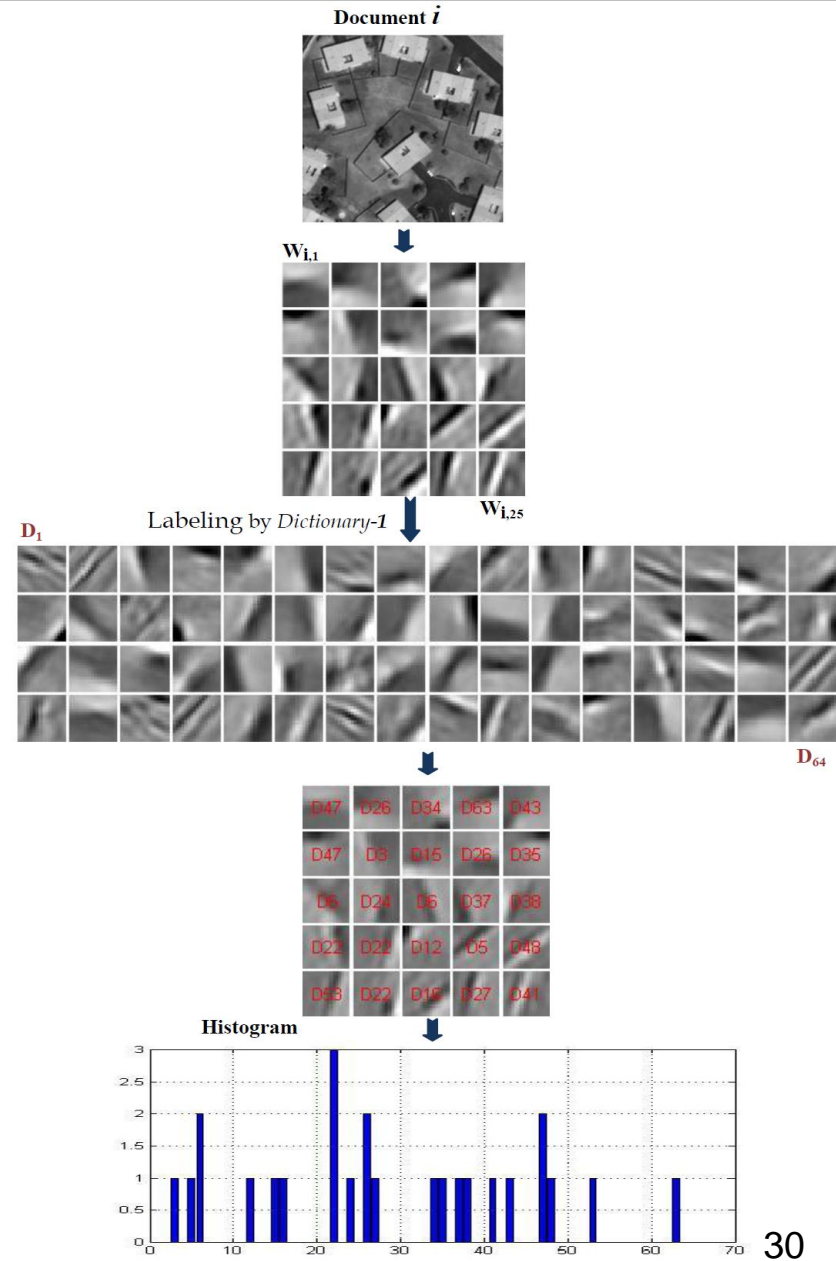 Document i
Wi,1
Wi,25
Labeling by Dictionary-1
D1
D64
D47 D26 D34 D63 D43
D47 D3 D15 D26 D35
D6 D24 D6 D37 D38
D22 D22 D12 D5 D48
D53 D22 D16 D27 D41
Histogram
3
2.5
2
1.5
1
0.5
0
0 10 20 30 40 50 60 70
30